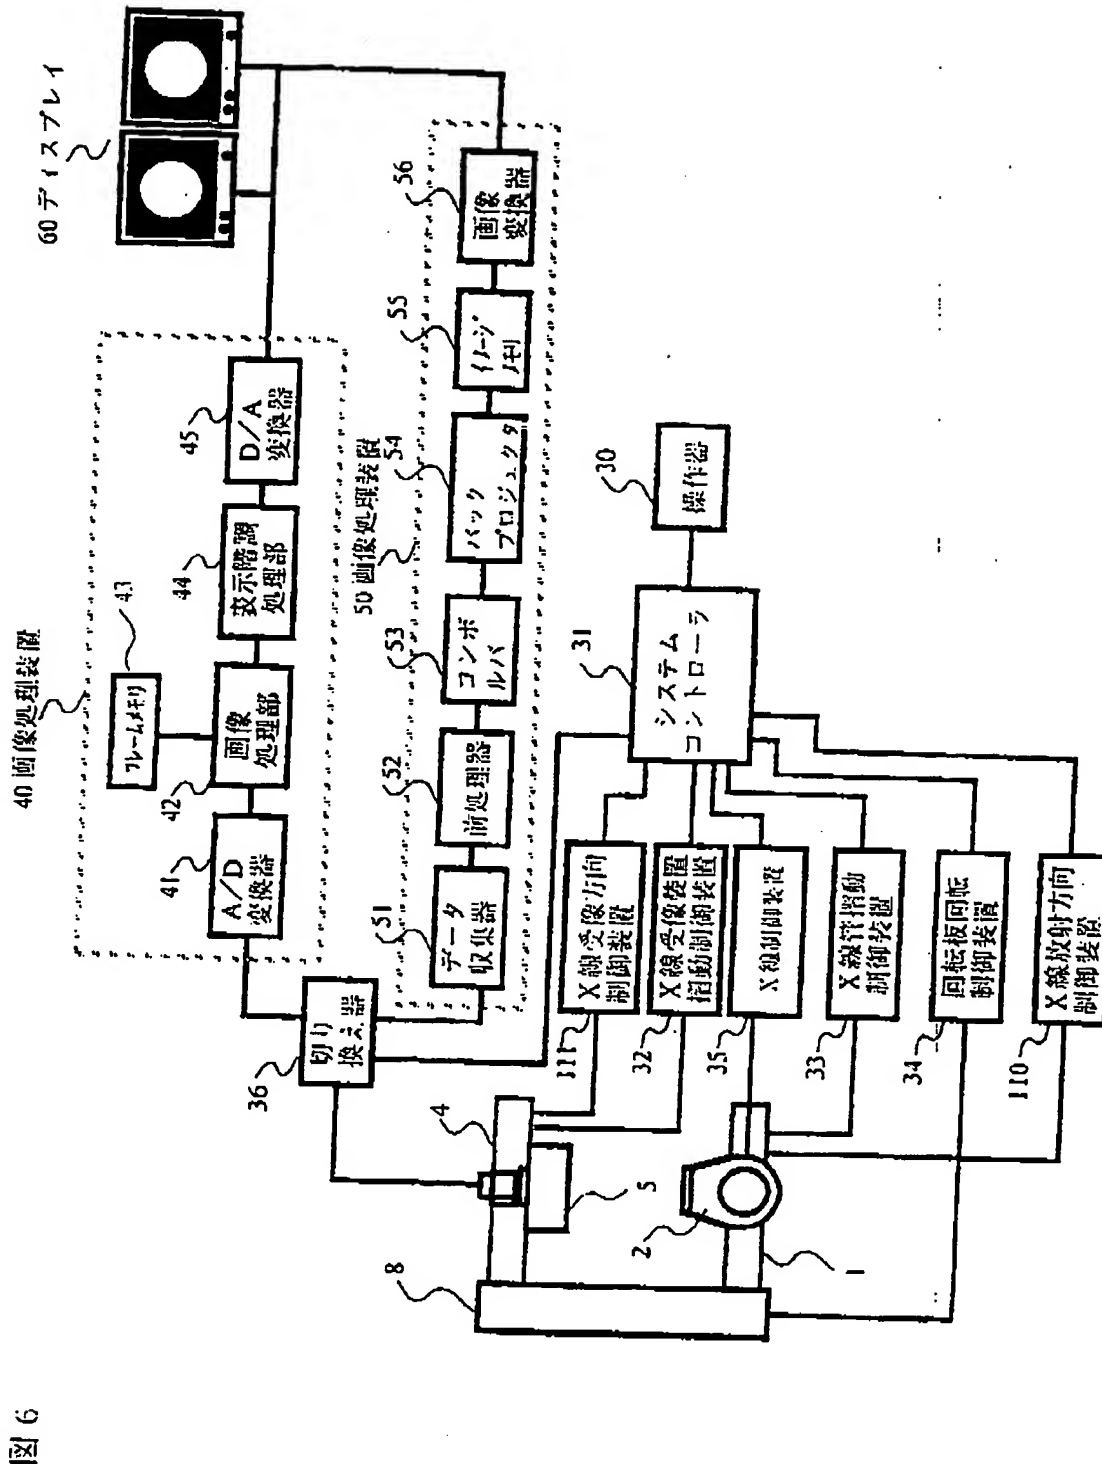 図 6
40 画像処理装置
43
フレームメモリ
42
画像
処理部
41
A/D
変換器
44
表示階調
処理部
45
D/A
変換器
60 ディスプレイ
50 画像処理装置
51
データ
収集器
52
前処理器
53
コンボ
ルバ
54
バック
プロジェクタ
55
イメージ
メモリ
56
画像
変換器
36
切り
換え器
31
システム
コントローラ
30
操作器
111
X線受像方向
制御装置
32
X線受像装置
摺動制御装置
35
X線制御装置
33
X線管摺動
制御装置
34
回転板回転
制御装置
110
X線放射方向
制御装置
8
4
5
2
1